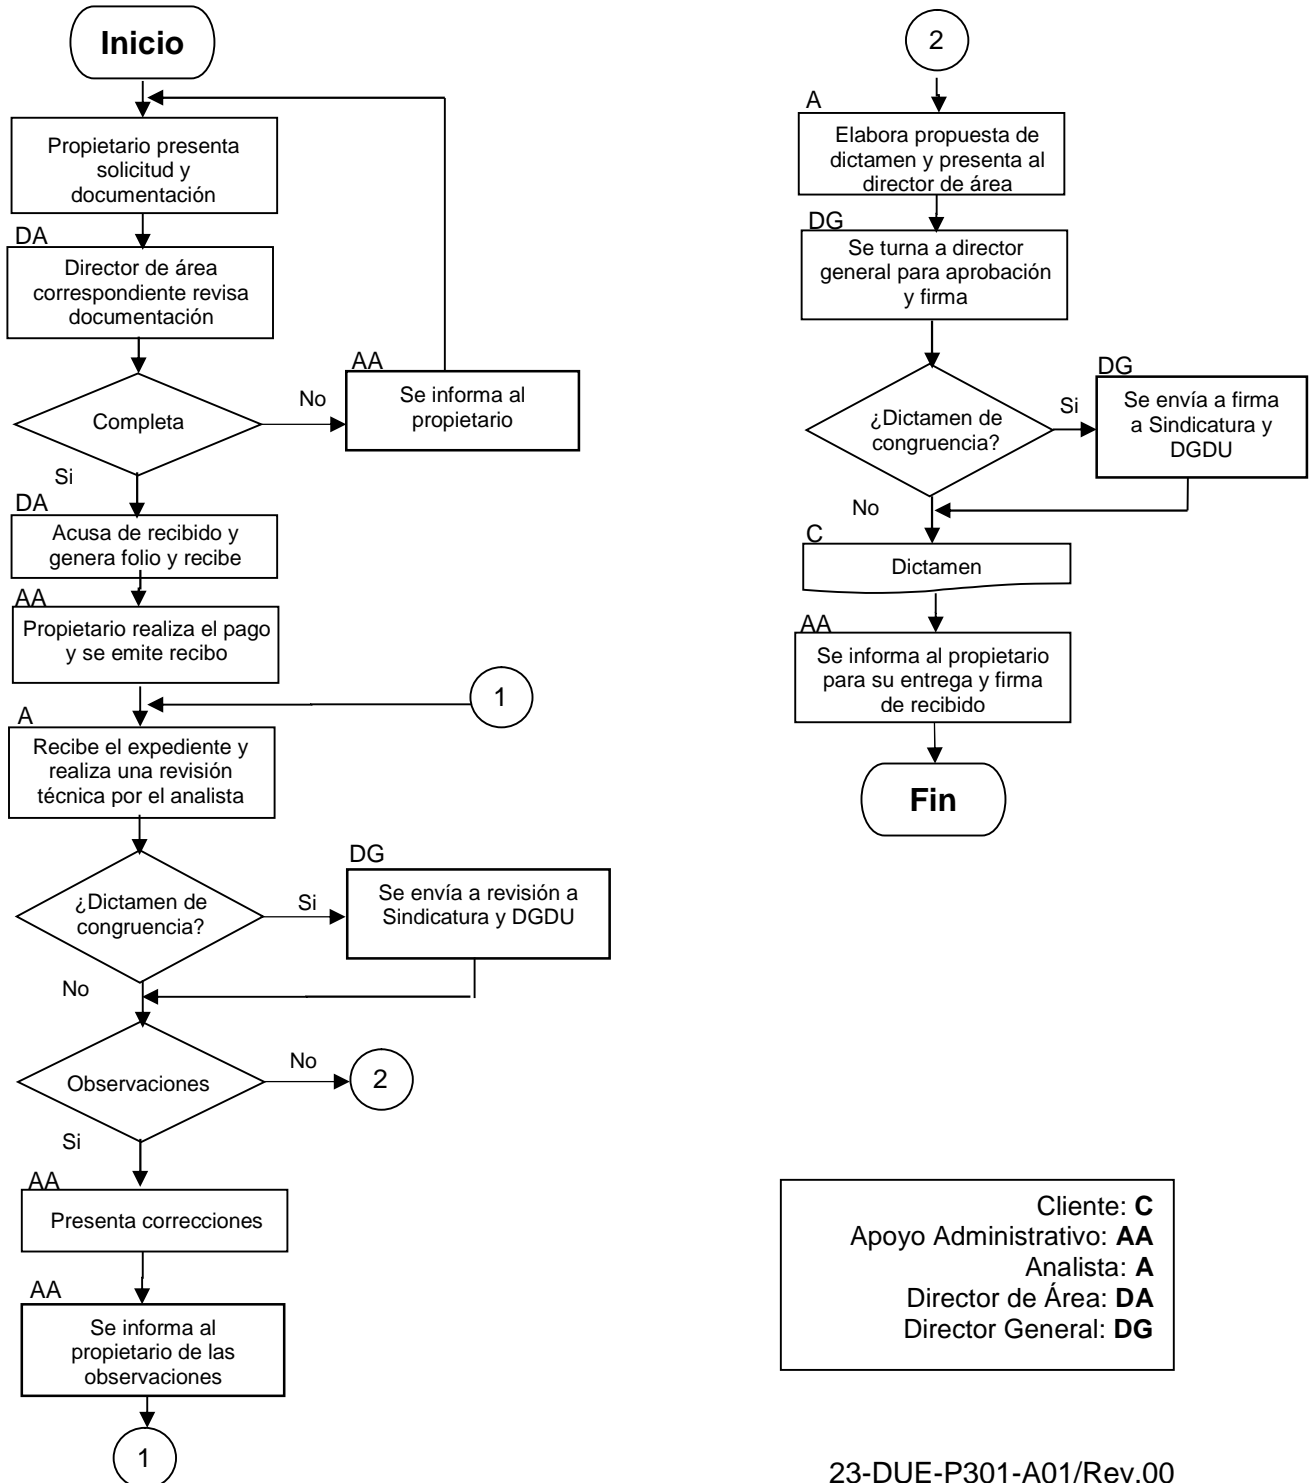 Inicio
Propietario presenta
solicitud y
documentación
DA
Director de área
correspondiente revisa
documentación
Completa
No
AA
Se informa al
propietario
Si
DA
Acusa de recibido y
genera folio y recibe
AA
Propietario realiza el pago
y se emite recibo
1
A
Recibe el expediente y
realiza una revisión
técnica por el analista
¿Dictamen de
congruencia?
Si
DG
Se envía a revisión a
Sindicatura y DGDU
No
Observaciones
No
2
Si
AA
Presenta correcciones
AA
Se informa al
propietario de las
observaciones
1
2
A
Elabora propuesta de
dictamen y presenta al
director de área
DG
Se turna a director
general para aprobación
y firma
¿Dictamen de
congruencia?
Si
DG
Se envía a firma
a Sindicatura y
DGDU
No
C
Dictamen
AA
Se informa al propietario
para su entrega y firma
de recibido
Fin
Cliente: C
Apoyo Administrativo: AA
Analista: A
Director de Área: DA
Director General: DG
23-DUE-P301-A01/Rev.00